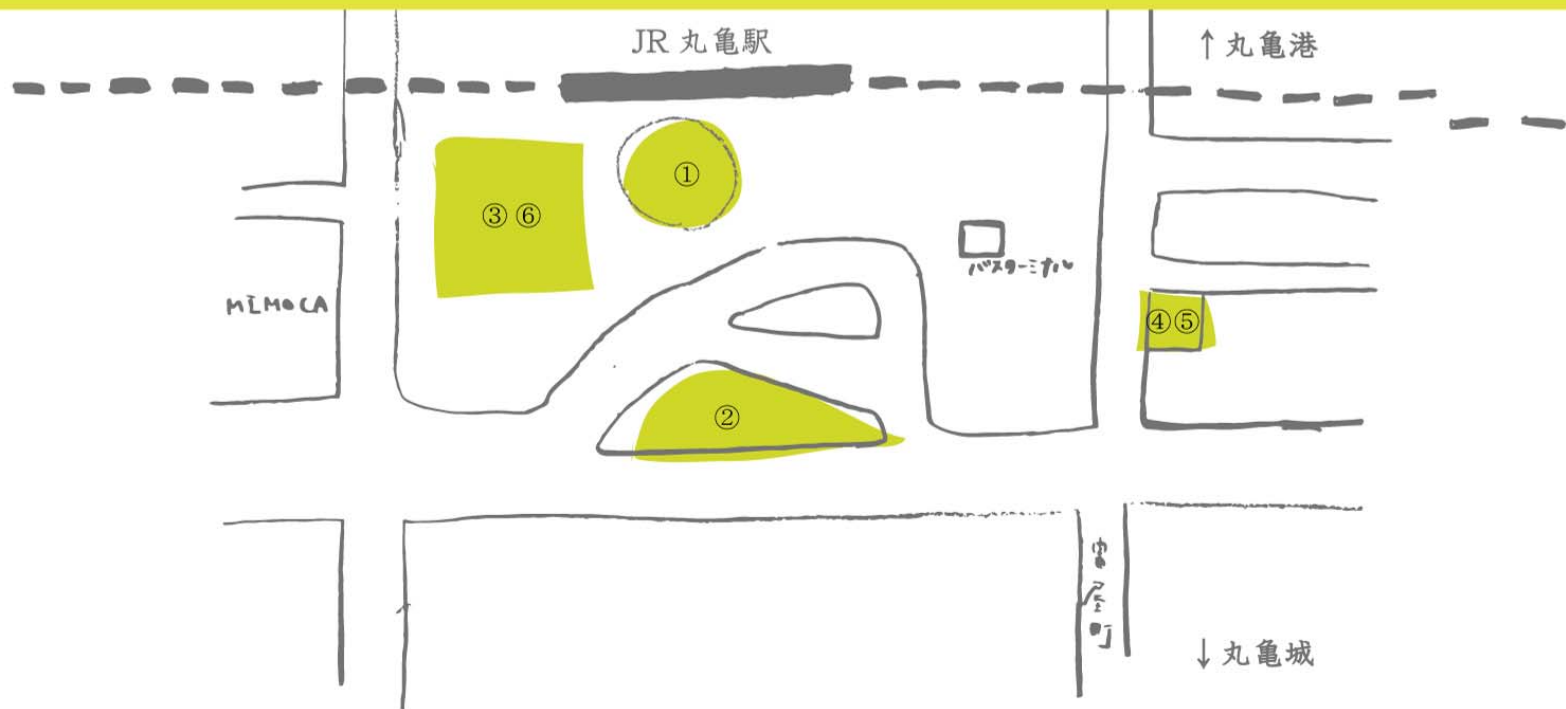 JR 丸亀駅
↑ 丸亀港
①
③ ⑥
バスターミナル
MIMOCA
④⑤
②
富屋町
↓ 丸亀城